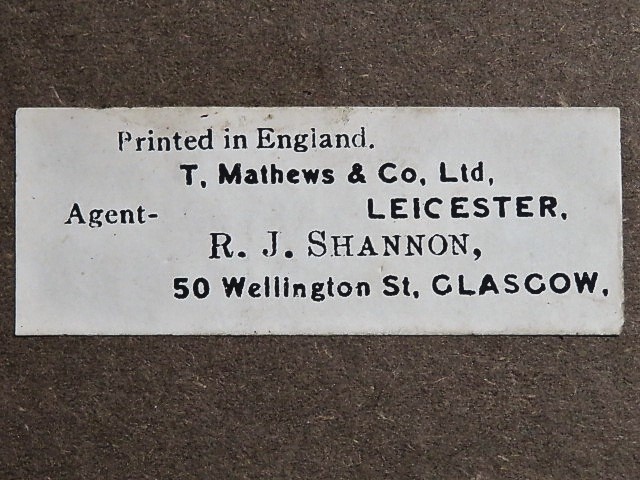 Printed in England.
T. Mathews & Co. Ltd,
LEICESTER.
Agent-
R. J. SHANNON,
50 Wellington St. GLASGOW.